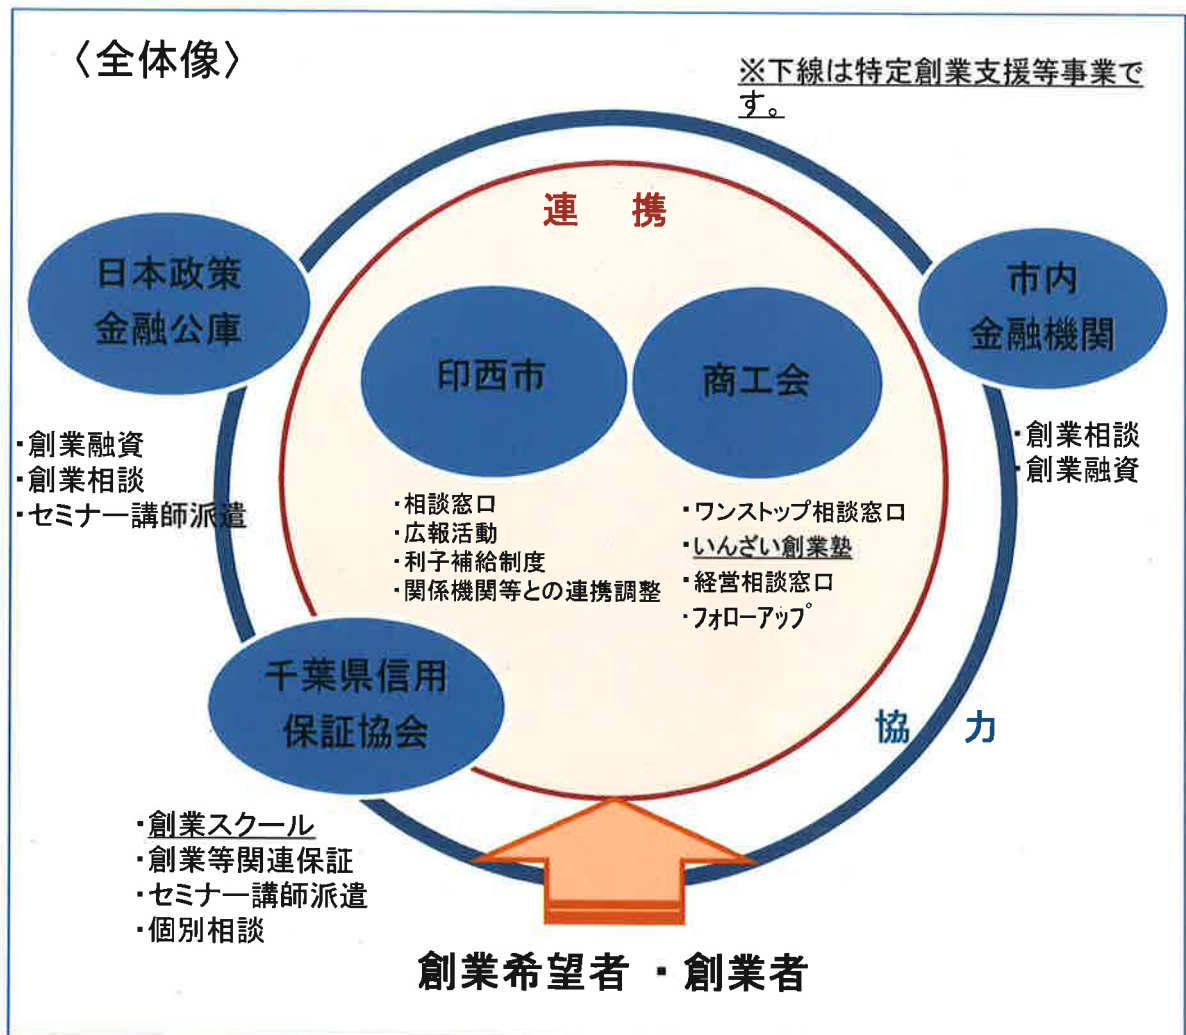 〈全体像〉
※下線は特定創業支援等事業で
す。
連 携
日本政策
金融公庫
市内
金融機関
印西市
商工会
・創業融資
・創業相談
・セミナー講師派遣
・創業相談
・創業融資
・相談窓口
・広報活動
・利子補給制度
・関係機関等との連携調整
・ワンストップ相談窓口
・いんざい創業塾
・経営相談窓口
・フォローアップ
千葉県信用
保証協会
協 力
・創業スクール
・創業等関連保証
・セミナー講師派遣
・個別相談
創業希望者 ・ 創業者